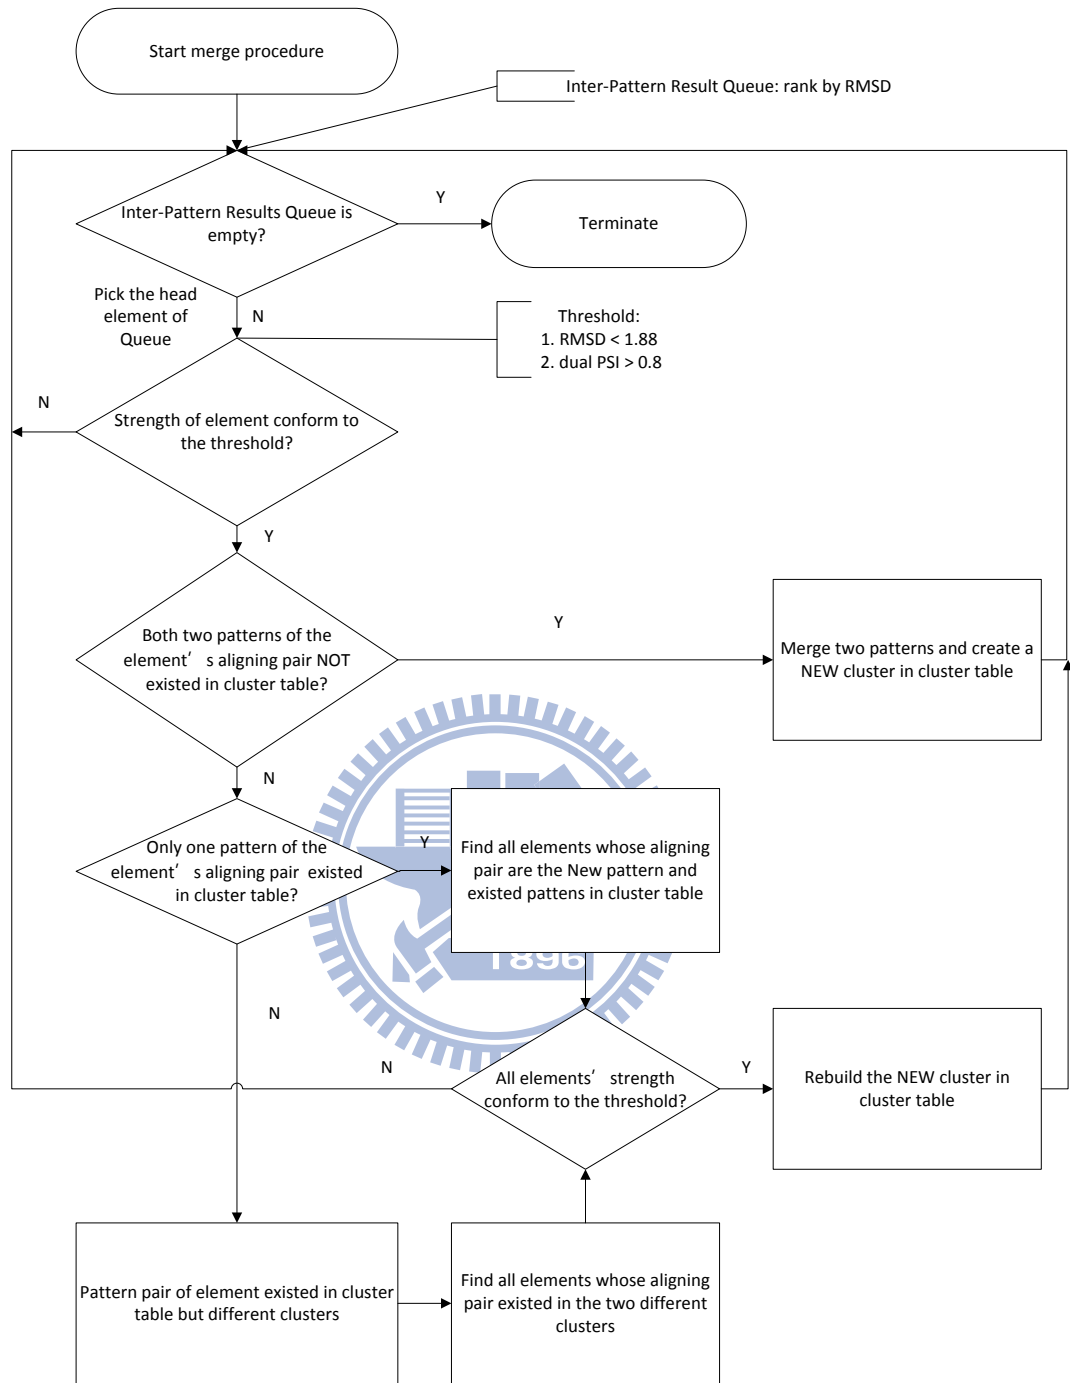 Start merge procedure
Inter-Pattern Result Queue: rank by RMSD
Inter-Pattern Results Queue is
empty?
Y
Terminate
Pick the head
element of
Queue
N
Threshold:
1. RMSD < 1.88
2. dual PSI > 0.8
N
Strength of element conform to
the threshold?
Y
Both two patterns of the
element’ s aligning pair NOT
existed in cluster table?
Y
Merge two patterns and create a
NEW cluster in cluster table
N
Only one pattern of the
element’ s aligning pair existed
in cluster table?
Y
Find all elements whose aligning
pair are the New pattern and
existed pattens in cluster table
1896
N
N
All elements’ strength
conform to the threshold?
Y
Rebuild the NEW cluster in
cluster table
Pattern pair of element existed in cluster
table but different clusters
Find all elements whose aligning
pair existed in the two different
clusters